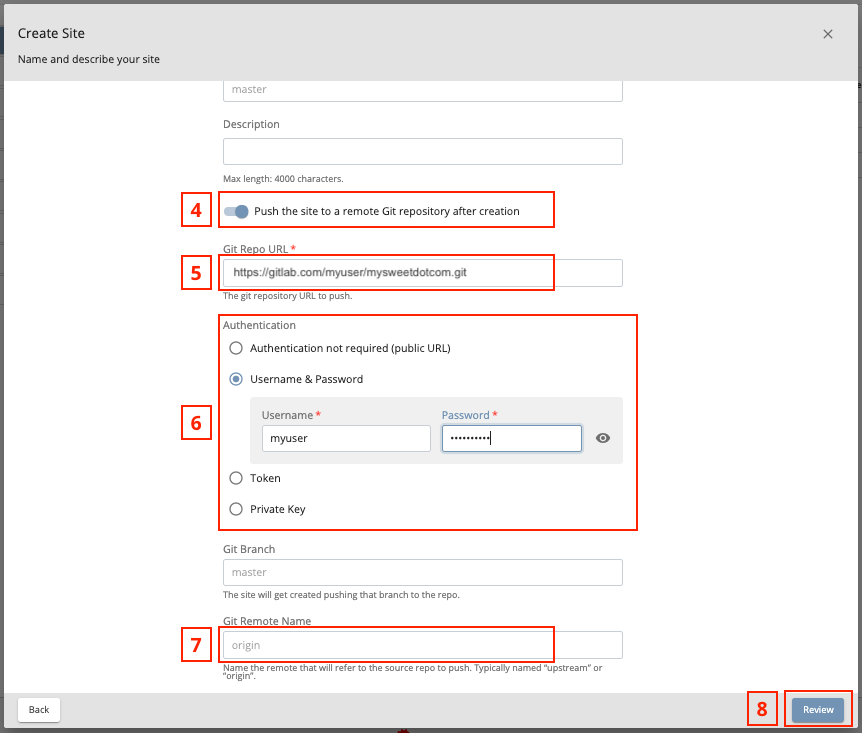 Create Site
Name and describe your site
master
Description
Max length: 4000 characters.
4
Push the site to a remote Git repository after creation
Git Repo URL *
5
https://gitlab.com/myuser/mysweetdotcom.git
The git repository URL to push.
Authentication
Authentication not required (public URL)
Username & Password
6
Username *
Password *
myuser
••••••••••
Token
Private Key
Git Branch
master
The site will get created pushing that branch to the repo.
Git Remote Name
7
origin
Name the remote that will refer to the source repo to push. Typically named “upstream” or
“origin”.
Back
8
Review